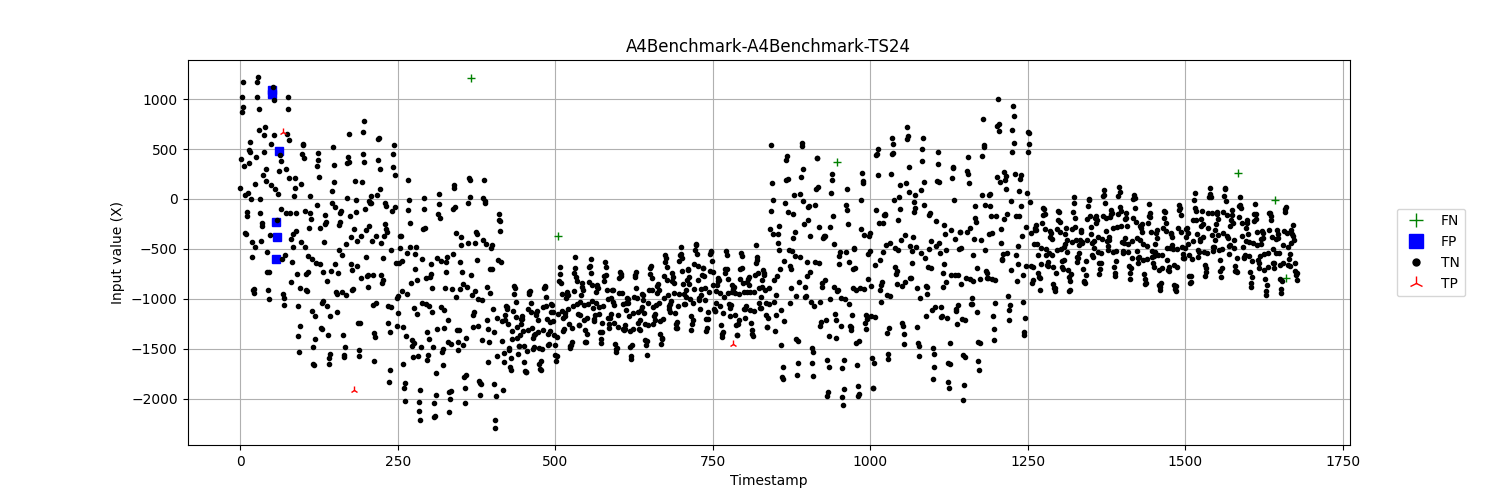 A4Benchmark-A4Benchmark-TS24
1000
500
0
−500
−1000
−1500
−2000
Input value (X)
0 250 500 750 1000 1250 1500 1750
Timestamp
FN
FP
TN
TP